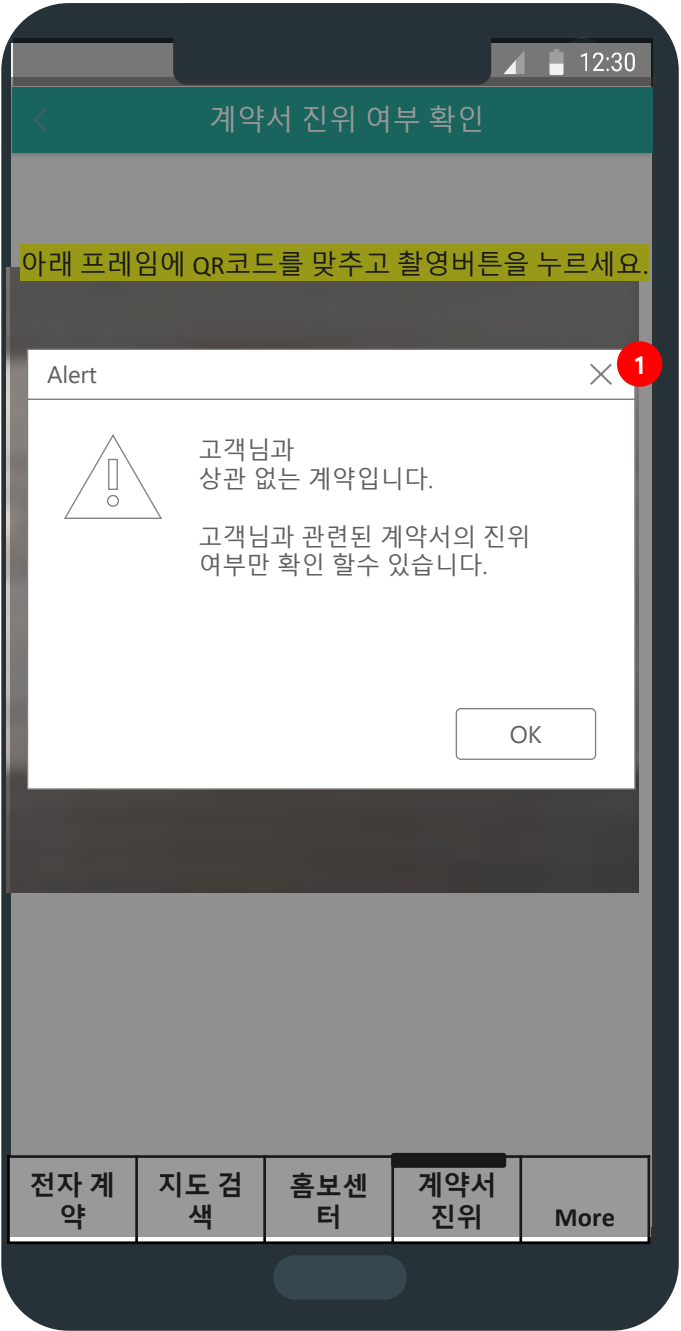 12:30
계약서 진위 여부 확인
아래 프레임에 QR코드를 맞추고 촬영버튼을 누르세요.
Alert
1
고객님과
상관 없는 계약입니다.
고객님과 관련된 계약서의 진위
여부만 확인 할수 있습니다.
OK
전자 계
약
지도 검
색
홍보센
터
계약서
진위
More